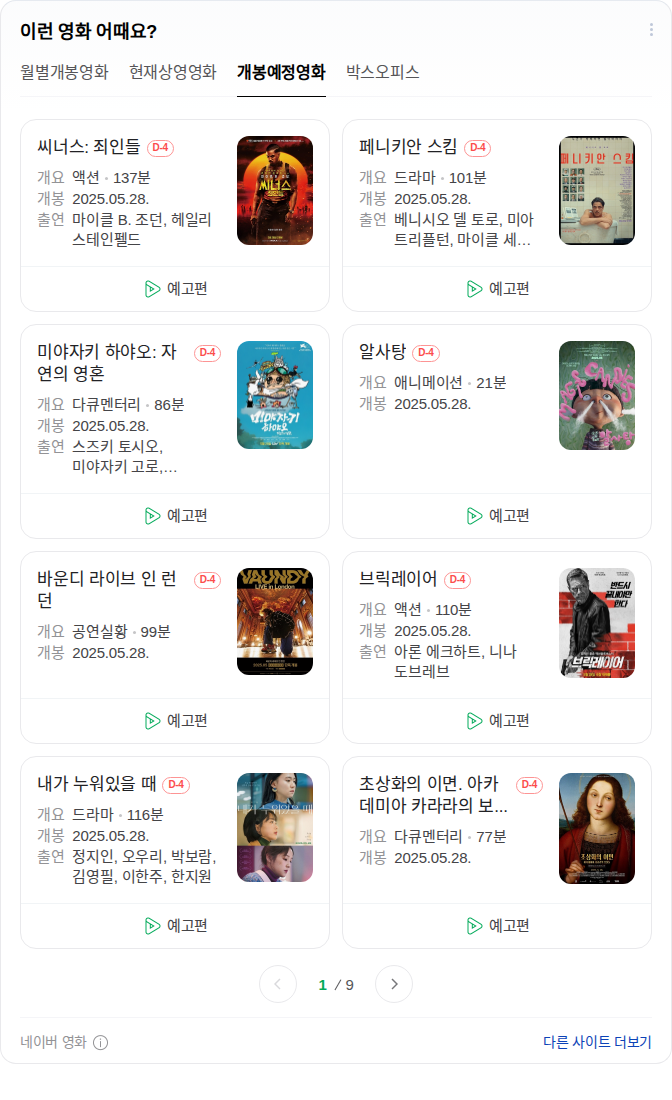 이런 영화 어때요?
월별개봉영화 현재상영영화 개봉예정영화 박스오피스
씨너스: 죄인들 D-4
개요 액션 · 137분
개봉 2025.05.28.
출연 마이클 B. 조던, 헤일리
스테인펠드
씨너스
예고편
페니키안 스킴 D-4
개요 드라마 · 101분
개봉 2025.05.28.
출연 베니시오 델 토로, 미아
트리플턴, 마이클 세...
페니키안 스킴
예고편
미야자키 하야오: 자
연의 영혼 D-4
개요 다큐멘터리 · 86분
개봉 2025.05.28.
출연 스즈키 토시오,
미야자키 고로,...
미야자키
하야오
예고편
알사탕 D-4
개요 애니메이션 · 21분
개봉 2025.05.28.
예고편
바운디 라이브 인 런
던 D-4
개요 공연실황 · 99분
개봉 2025.05.28.
VAUNDY
LIVE in London
예고편
브릭레이어 D-4
개요 액션 · 110분
개봉 2025.05.28.
출연 아론 에크하트, 니나
도브레브
반드시
끝내야만
한다
브릭레이어
예고편
내가 누워있을 때 D-4
개요 드라마 · 116분
개봉 2025.05.28.
출연 정지인, 오우리, 박보람,
김영필, 이한주, 한지원
예고편
초상화의 이면. 아카
데미아 카라라의 보... D-4
개요 다큐멘터리 · 77분
개봉 2025.05.28.
초상화의 이면
예고편
1 / 9
네이버 영화
다른 사이트 더보기